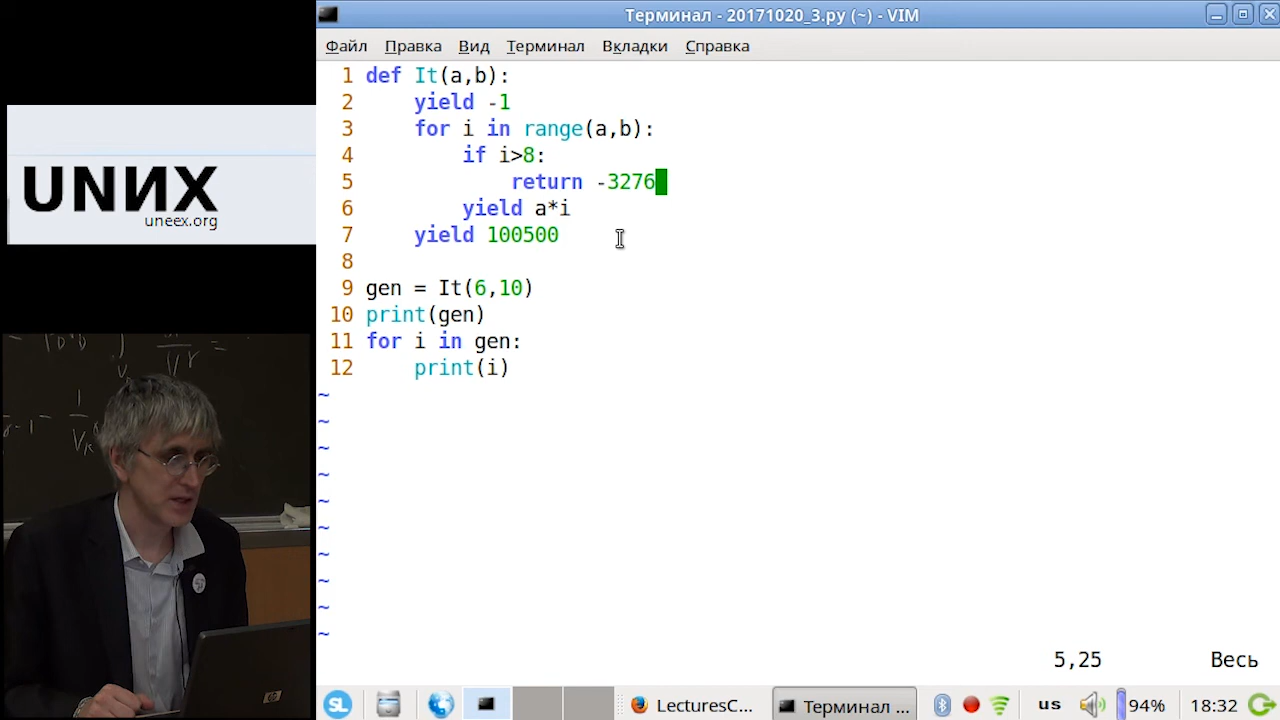 Терминал - 20171020_3.py (~) - VIM
Файл Правка Вид Терминал Вкладки Справка
1 def It(a,b):
2     yield -1
3     for i in range(a,b):
4         if i>8:
5             return -3276
6         yield a*i
7     yield 100500
8
9 gen = It(6,10)
10 print(gen)
11 for i in gen:
12     print(i)
~
~
~
~
~
~
~
~
~
~
5,25 Весь
UNИX
uneex.org
SL LecturesC... Терминал ... us 94% 18:32